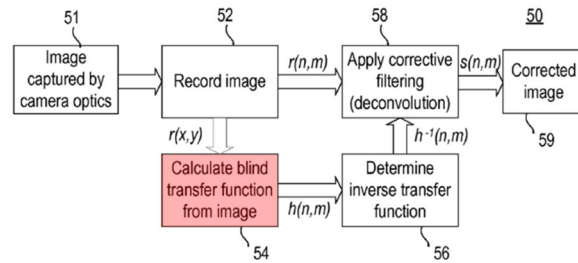 51
52
58
50
Image
captured by
camera optics
Record image
r(n,m)
Apply corrective
filtering
(deconvolution)
s(n,m)
Corrected
image
r(x,y)
h⁻¹(n,m)
59
Calculate blind
transfer function
from image
h(n,m)
Determine
inverse transfer
function
54
56